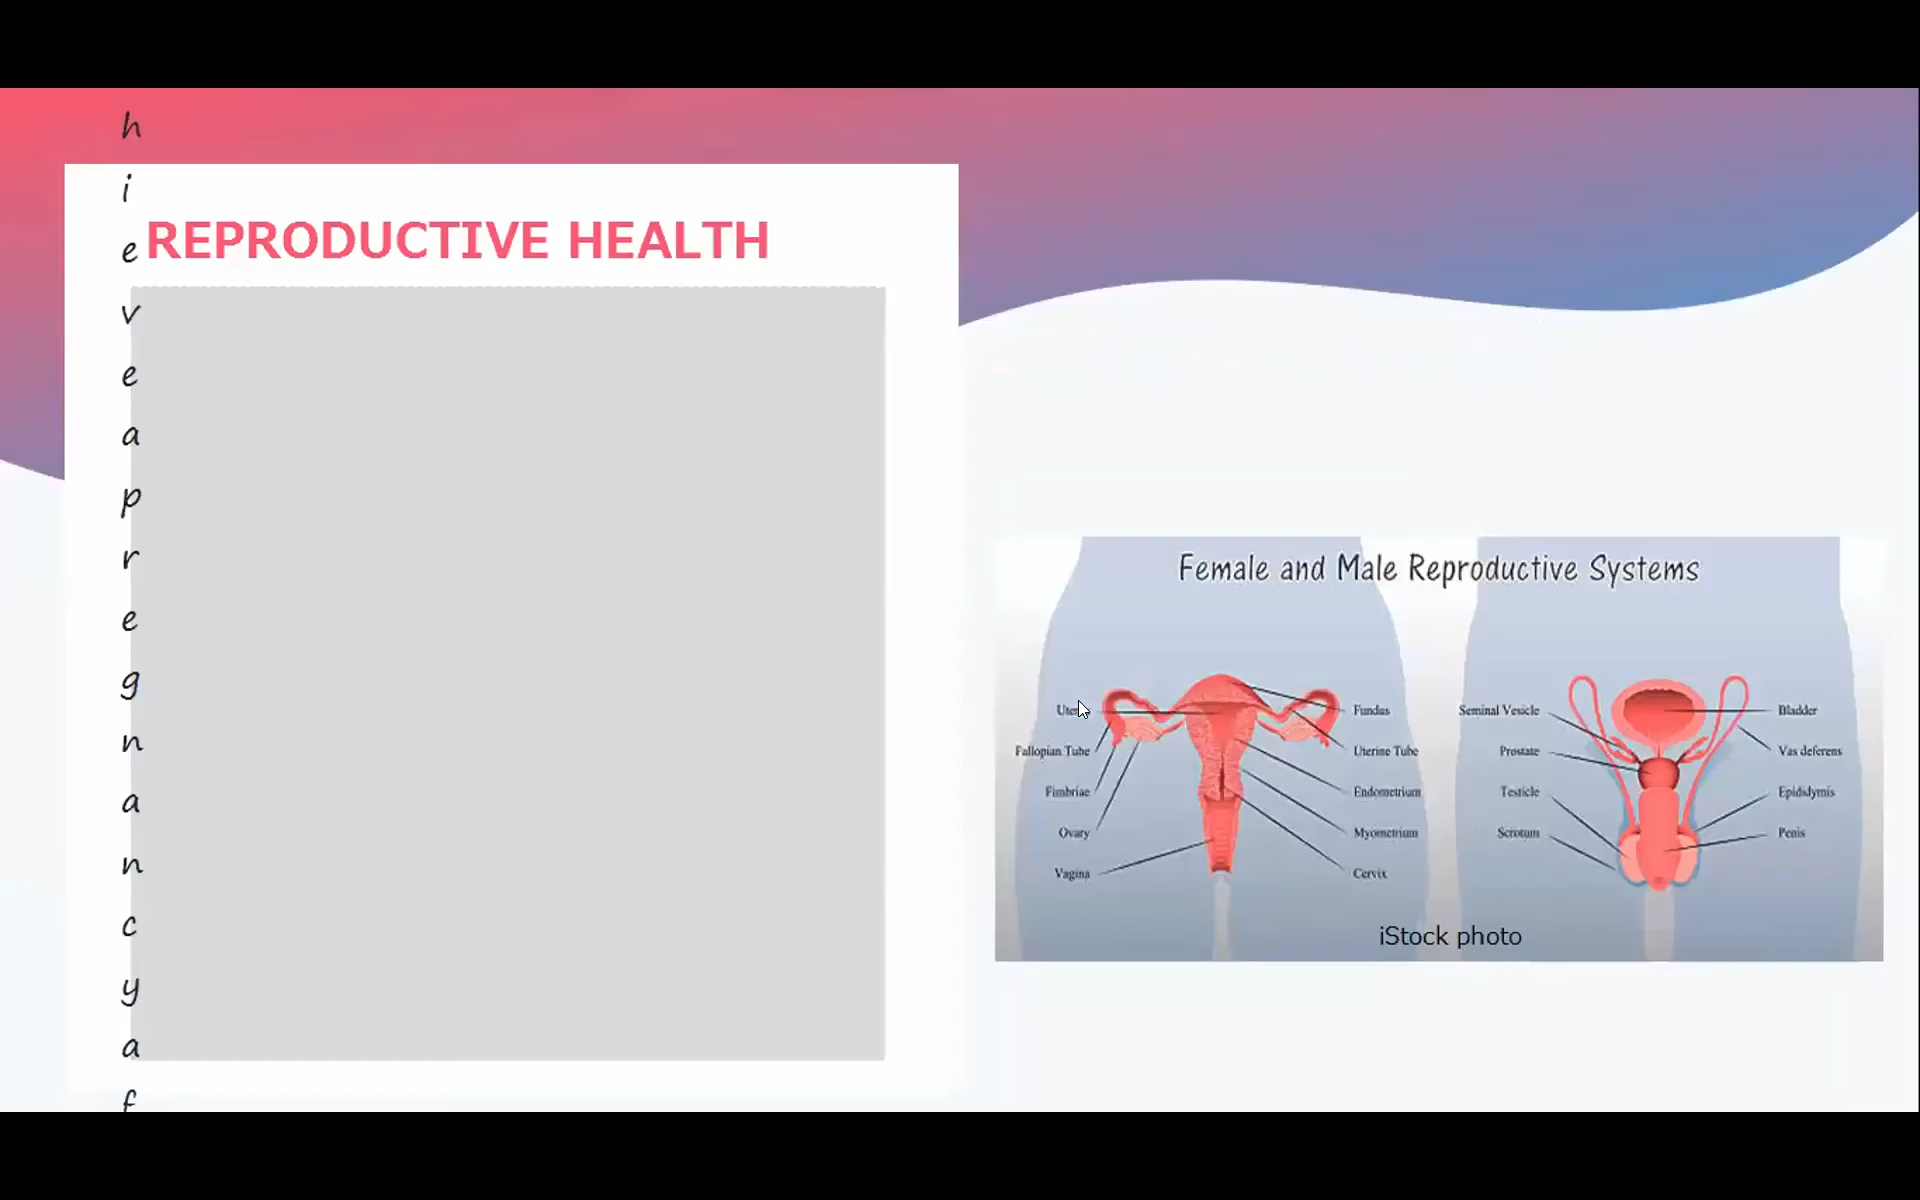 h
i
e
v
e
a
p
r
e
g
n
a
n
c
y
a
f
REPRODUCTIVE HEALTH
Female and Male Reproductive Systems
Fallopian Tube
Fimbriae
Ovary
Vagina
Fundus
Uterine Tube
Endometrium
Myometrium
Cervix
Seminal Vesicle
Prostate
Testicle
Scrotum
Bladder
Vas deferens
Epididymis
Penis
iStock photo